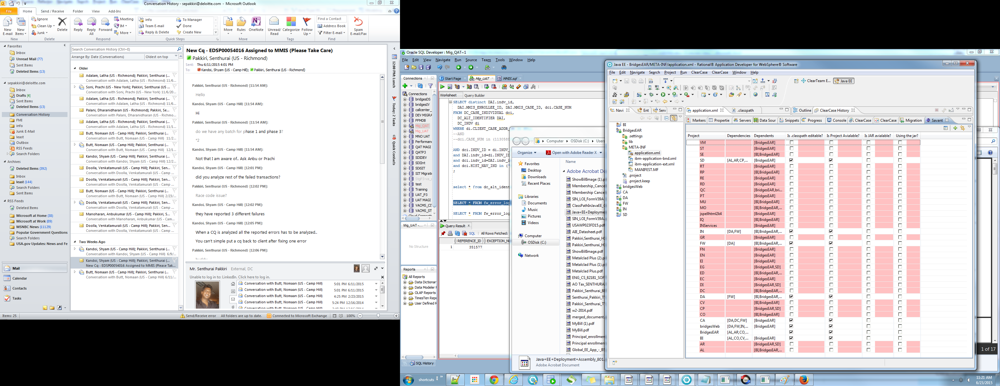 Conversation History - sepakkiri@deloitte.com - Microsoft Outlook
File Home Send / Receive Folder View Add-Ins
New E-mail
New Items
Ignore
Clean Up
Junk
Delete
Reply
Reply All
Forward
Meeting
IM
More
info
Team E-mail
Reply & Delete
To Manager
Done
Create New
Move
Rules
OneNote
Unread/ Read
Categorize
Follow Up
Find a Contact
Address Book
Filter E-mail
Spam E-mail/Fax
New Delete Respond Quick Steps Move Tags Find
Favorites
Inbox
Unread Mail (77)
Sent Items
Deleted Items (13)
sepakkiri@deloitte.com
Inbox
Drafts [4]
Sent Items
Deleted Items (13)
Conversation History
FMI
info
Junk E-Mail
least
Outbox
RSS Feeds
Search Folders
Archives
Deleted Items (392)
Inbox
least (144)
Search Folders
Sent Items
RSS Feeds
Deleted Items
Microsoft at Home (38)
Microsoft at Work (89)
MSNBC News (11129)
Popular Government Questions
Search Folders
USA.gov Updates: News and Fe
Mail
Calendar
Contacts
Tasks
Items: 25
Search Conversation History (Ctrl+E)
Arrange By: Date (Conversations) Oldest on top
Older
Adalam, Latha (US - Richmond); Pakkiri, Senthurai (...
Conversation with Adalam, Latha (US - Richmond) 11/6...
Soni, Prachi (US - New York); Pakkiri, Senthurai (US ...
Conversation with Soni, Prachi (US - New York) 11/6/20...
Adalam, Latha (US - Richmond); Pakkiri, Senthurai (...
Conversation with Adalam, Latha (US - Richmond) 11/6...
Palani, Dharanidharan (US - Richmond); Pakkiri, Se...
Conversation with Palani, Dharanidharan (US - Richmo...
Adalam, Latha (US - Richmond); Pakkiri, Senthurai (...
Conversation with Adalam, Latha (US - Richmond) 11/1...
Butt, Nomaan (US - Camp Hill); Pakkiri, Senthurai (...
Conversation with Butt, Nomaan (US - Camp Hill) 11/2...
Butt, Nomaan (US - Camp Hill); Pakkiri, Senthurai (...
Conversation with Butt, Nomaan (US - Camp Hill) 12/1...
Kandoi, Shyam (US - Camp Hill); Pakkiri, Senthurai (...
Conversation with Kandoi, Shyam (US - Camp Hill) 12/2...
Doolla, Venkatamurali (US - Camp Hill); Pakkiri, Sen...
Conversation with Doolla, Venkatamurali (US - Camp ...
Doolla, Venkatamurali (US - Camp Hill); Pakkiri, Sen...
Conversation with Doolla, Venkatamurali (US - Camp ...
Butt, Nomaan (US - Camp Hill); Pakkiri, Senthurai (...
Conversation with Butt, Nomaan (US - Camp Hill) 2/23/...
Doolla, Venkatamurali (US - Camp Hill); Pakkiri, Sen...
Conversation with Doolla, Venkatamurali (US - Camp ...
Manoharan, Anbukumar (US - Camp Hill); Pakkiri, S...
Conversation with Manoharan, Anbukumar (US - Cam...
Doolla, Venkatamurali (US - Camp Hill); Pakkiri, Sen...
Conversation with Doolla, Venkatamurali (US - Camp ...
Two Weeks Ago
Kandoi, Shyam (US - Camp Hill); Pakkiri, Senthurai (...
Conversation with Kandoi, Shyam (US - Camp Hill) 6/9/...
Kandoi, Shyam (US - Camp Hill); Pakkiri, Senthurai (...
New Cq - EDSP00054016 Assigned to MMIS (Please Tak...
Butt, Nomaan (US - Camp Hill); Pakkiri, Senthurai (...
Conversation with Butt, Nomaan (US - Camp Hill) 6/11/...
New Cq - EDSP00054016 Assigned to MMIS (Please Take Care)
Pakkiri, Senthurai (US - Richmond)
Sent: Thu 6/11/2015 4:01 PM
To: Kandoi, Shyam (US - Camp Hill); Pakkiri, Senthurai (US - Richmond)
Pakkiri, Senthurai (US - Richmond) [11:54 AM]:
Hello
Kandoi, Shyam (US - Camp Hill) [11:54 AM]:
Hi
Pakkiri, Senthurai (US - Richmond) [11:54 AM]:
do we have any batch for phase 1 and phase 3?
*2
Kandoi, Shyam (US - Camp Hill) [11:54 AM]:
Not that I am aware of.. Ask Anbu or Prachi
Kandoi, Shyam (US - Camp Hill) [12:01 PM]:
did you analyze rest of the failed transactions?
Pakkiri, Senthurai (US - Richmond) [12:02 PM]:
Race code issue?
Kandoi, Shyam (US - Camp Hill) [12:02 PM]:
they have reported 3 different failures
Kandoi, Shyam (US - Camp Hill) [12:05 PM]:
When a CQ is analyzed all the reported errors has to be analyzed..
You can't simple put a cq back to client after fixing one error
Pakkiri, Senthurai (US - Richmond) [12:06 PM]:
buddy
Mr. Senthurai Pakkiri External, DC
Unable to log in to: LinkedIn. Click here to log in.
Conversation with Butt, Nomaan (US - Camp Hill) 5:01 PM 6/11/2015
Conversation with Butt, Nomaan (US - Camp Hill) 5:01 PM 6/11/2015
Conversation with Butt, Nomaan (US - Camp Hill) 4:25 PM 2/23/2015
Conversation with Butt, Nomaan (US - Camp Hill) 5:24 PM 12/16/2014
Conversation with Butt, Nomaan (US - Camp Hill)
12:00 PM: Lunch
Today: 2 Tasks
Quick Contacts
Send/Receive error All folders are up to date. Connected to Microsoft Exchange 100%
Oracle SQL Developer : Mig_QAT~1
File Edit View Navigate Run Source Team Tools Window Help
Connections
Connections
bridgesDS
bridgesIV
callcenter_
DEV MIGRA
FFMDB
Mig_QAT
Mig_UAT
MNO UAT
Performanc
QAT MAGI
QATP3
SDIDEV
SDIInt
SDISIT
SIT Migrati
StgP3-va_
test
Training
UAT_P3
UAT MAGI
VACMS_CI
VACMS_ST
Cloud Connectio
Mig_UAT -...
No Structure
Reports
All Reports
Data Dictionar
Data Modeler F
OLAP Reports
TimesTen Repo
User Defined R
SQL History
Start Page Mig_UAT MMIS.sql
Worksheet Query Builder
SELECT distinct DAI.indv_id,
DAI.MMIS_ENROLLEE_ID, DAI.MMIS_CASE_ID, dci.CASE_NUM
FROM DC_CASE_INDIVIDUAL dci,
DC_ALT_IDENTIFIER DAI,
DC_INDV di
WHERE di.CLIENT_CASE_ADDR_
--AND
--dci.CASE_NUM in (1130580
AND dci.INDV_ID = di.INDV_
and DAI.indv_id=di.INDV_ID
and dci.indv_id=DAI.indv_i
and dci.HIST_NAV_IND in ('
;
select * from dc_alt_ident
SELECT * FROM fw_error_log
SELECT * FROM fw_error_log
Query Result
SQL All Rows Fetched:
REFERENCE_ID EXCEPTION_NU
1 351577
Computer OSDisk (C:) Users
Organize Open with Adobe Reader X
Favorites
Desktop
Downloads
Recent Places
Libraries
Documents
Music
Pictures
Videos
Computer
OSDisk (C:)
Network
Name
Adobe Acrobat Do
ShowBillImage (1).p
Membership_Cance
Membership Cance
SIN_LOI_FormV39A
ClassPathInJavaEE_C
Java+EE+Deployme
SIN_LOI_FormV39A.
USAWP023FD15.pdf
AIE_Datasheet.pdf
Pakkiri,Senthurai_H
Pakkiri,Senthurai_H
ShowBillImage.pdf
Metalclad Plus (2).p
Metalclad Plus (1).p
Metalclad Plus.pdf
ENG_CS_82181_SOF
AO Tax_SENTHURA
Pakkiri_Senthurai_88
Senthurai_Pakkiri_T
Pakkiri_Senthurai_T
w2-2014.pdf
merged_document.
MyBill (1).pdf
MyBill.pdf
Principal_enrollmen
Principal enrollmen
Global_EE_App_-_BS
Java+EE+Deployment+Assembly_801.
Adobe Acrobat Document
Java EE - BridgesEAR/META-INF/application.xml - Rational® Application Developer for WebSphere® Software
File Edit Navigate Search Project Run ClearCase ClearCase Window Help
ClearTeam E... Java EE
Navi Ent Serv
BI
BridgesEAR
.settings
lib
META-INF
application.xml
ibm-application-bnd.xml
ibm-application-ext.xml
MANIFEST.MF
.project
.project.keep
bridgesWeb
CA
DA
FW
IN
SD
application.xml .classpath Outline ClearCase History
Markers Propertie Servers Data Sour Snippets Progress Console ClearCase ClearCase Migration Savant
Project Dependencies Dependents Is .classpath editable? Is Project Avialable? Is JAR avialable? Using the jar?
VM [BridgesEAR]
ST [BridgesEAR]
SE [BI,BridgesEAR]
SD [AL,AR,CP,... [BridgesEAR]
RT [BridgesEAR]
RP [BI,BridgesEAR]
RE [BridgesEAR]
RD [BridgesEAR]
QC [BridgesEAR,bri...
PT [BridgesEAR]
MU [BI,BridgesEAR]
MO [BI,BridgesEAR,...
jspellhtml2k4 [BridgesEAR]
IQ [BI,BridgesEAR]
INServices [BridgesEAR]
IN [DA,FW] [BI,BridgesEAR,...
GR [BridgesEAR]
FW [DA] [BI,BridgesEAR,...
FN [BridgesEAR]
EN [BridgesEAR]
EI [BridgesEAR]
EG [BridgesEAR,SD]
ED [BI,BridgesEAR]
EC [BridgesEAR]
DI [BridgesEAR,SD]
DC [BI,BridgesEAR,...
DA [FW] [BI,BridgesEAR,...
CV [BI,BridgesEAR]
CP [BridgesEAR,SD]
CO [BI,BridgesEAR]
CA [DA,DC,FW] [BridgesEAR]
bridgesWeb [DA,FW,IN,... [BridgesEAR]
BridgesEAR [AL,AR,CO,...
BI [AL,CO,CV,... [BridgesEAR]
AR [BridgesEAR,SD]
AL [BI,BridgesEAR,...
1 of 17
shortcuts
11:21 AM
6/23/2015